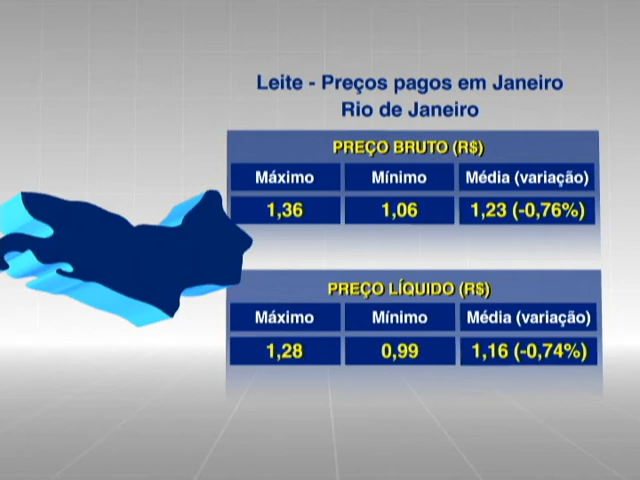 Leite - Preços pagos em Janeiro
Rio de Janeiro
PREÇO BRUTO (R$)
Máximo Mínimo Média (variação)
1,36 1,06 1,23 (-0,76%)
PREÇO LÍQUIDO (R$)
Máximo Mínimo Média (variação)
1,28 0,99 1,16 (-0,74%)